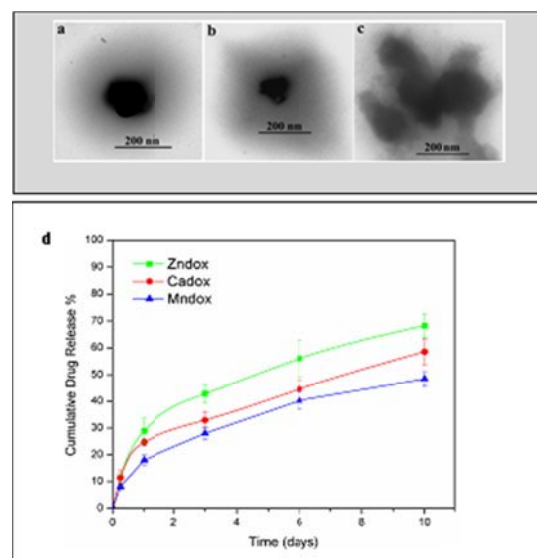 a
b
c
200 nm
200 nm
200 nm
d
100
90
80
70
60
50
40
30
20
10
0
Cumulative Drug Release %
Zndox
Cadox
Mndox
0 2 4 6 8 10
Time (days)